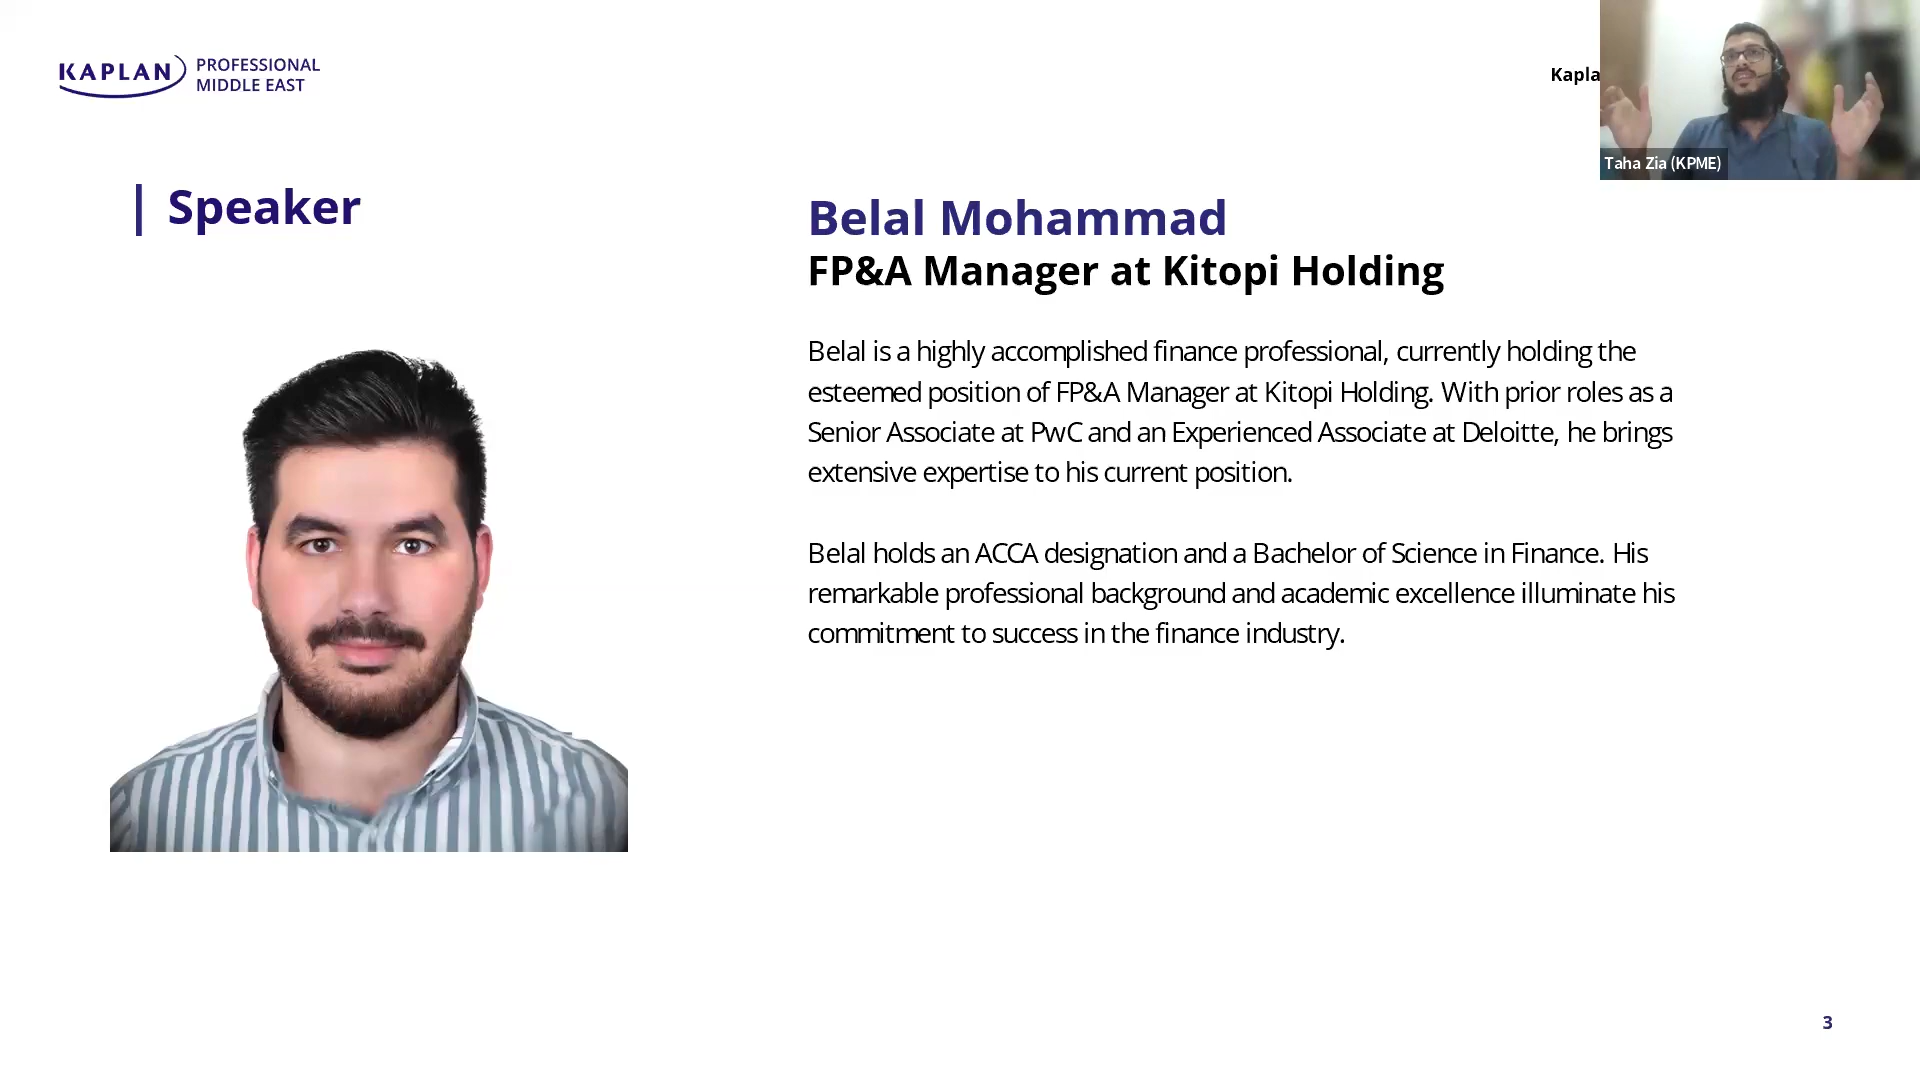 KAPLAN PROFESSIONAL
MIDDLE EAST
Kapla
Taha Zia (KPME)
| Speaker
Belal Mohammad
FP&A Manager at Kitopi Holding
Belal is a highly accomplished finance professional, currently holding the
esteemed position of FP&A Manager at Kitopi Holding. With prior roles as a
Senior Associate at PwC and an Experienced Associate at Deloitte, he brings
extensive expertise to his current position.
Belal holds an ACCA designation and a Bachelor of Science in Finance. His
remarkable professional background and academic excellence illuminate his
commitment to success in the finance industry.
3